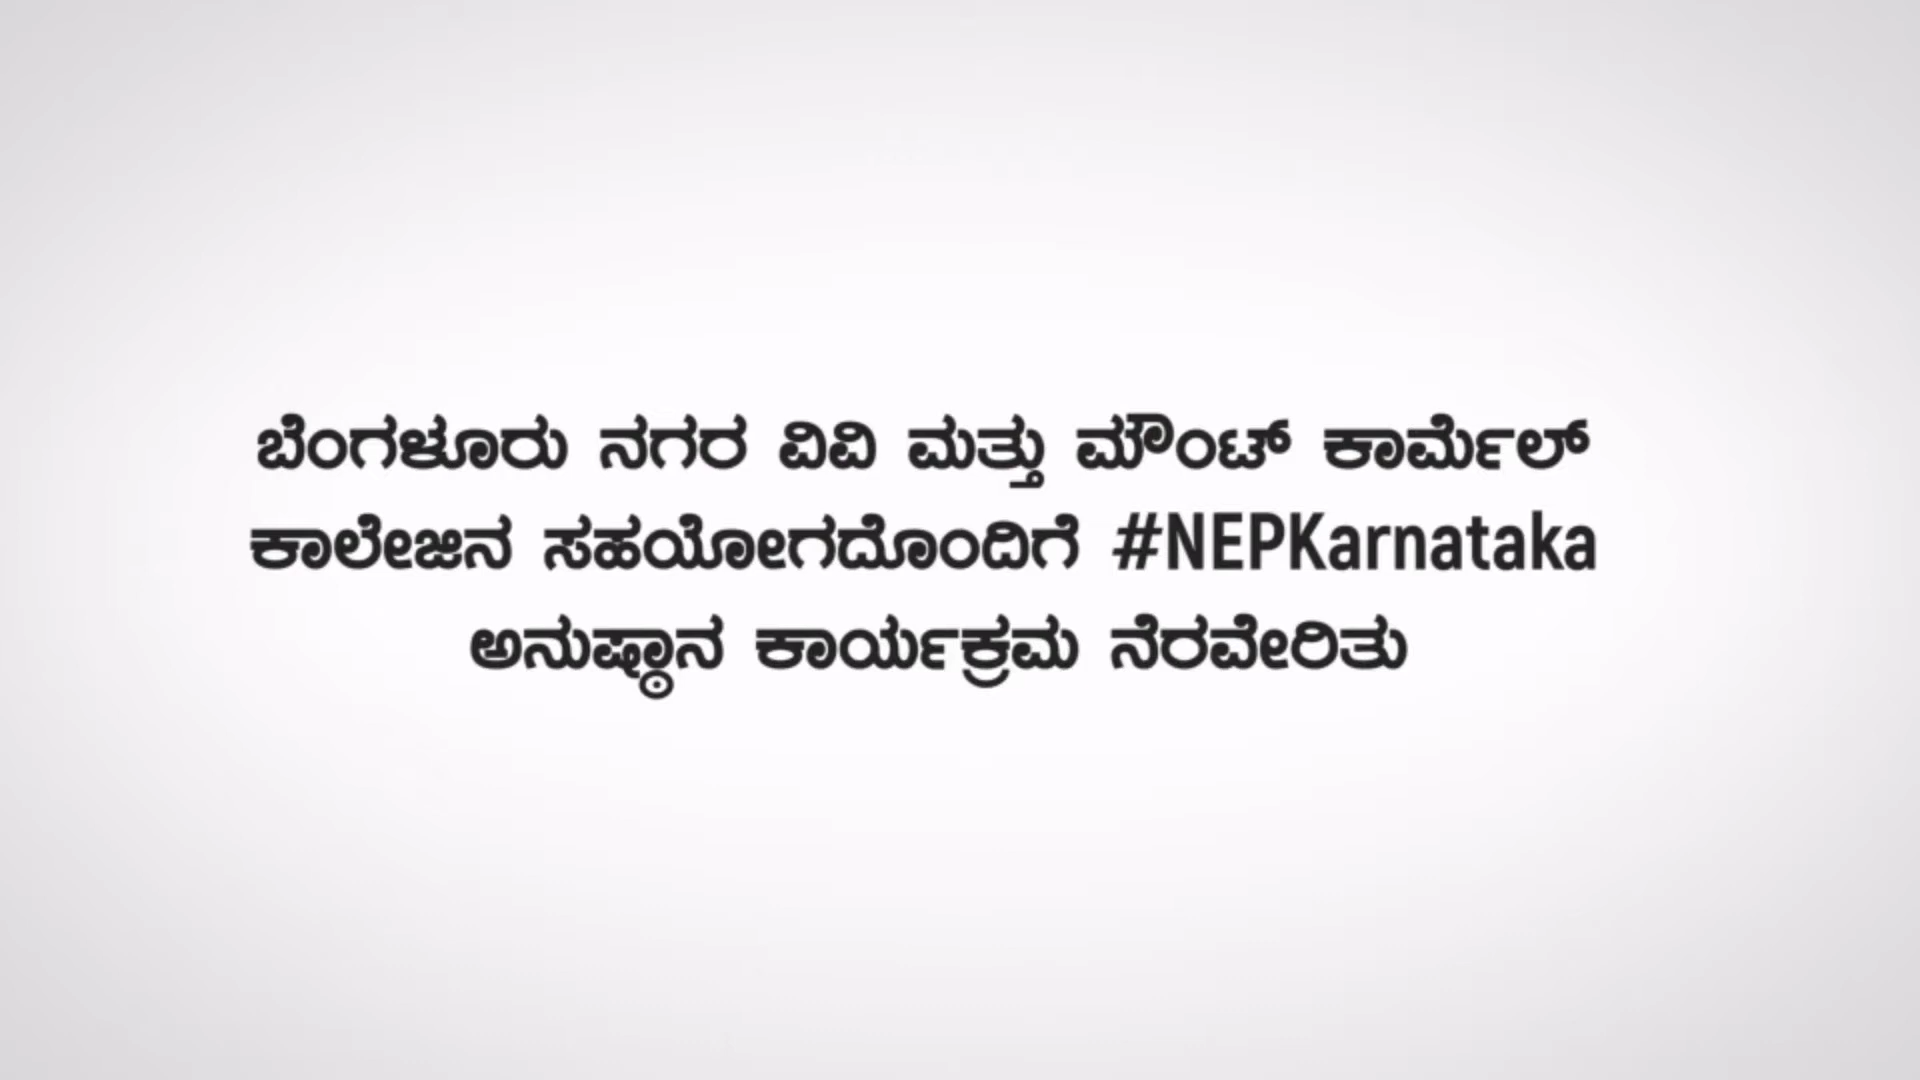 ಬೆಂಗಳೂರು ನಗರ ವಿವಿ ಮತ್ತು ಮೌಂಟ್ ಕಾರ್ಮೆಲ್
ಕಾಲೇಜಿನ ಸಹಯೋಗದೊಂದಿಗೆ #NEPKarnataka
ಅನುಷ್ಠಾನ ಕಾರ್ಯಕ್ರಮ ನೆರವೇರಿತು